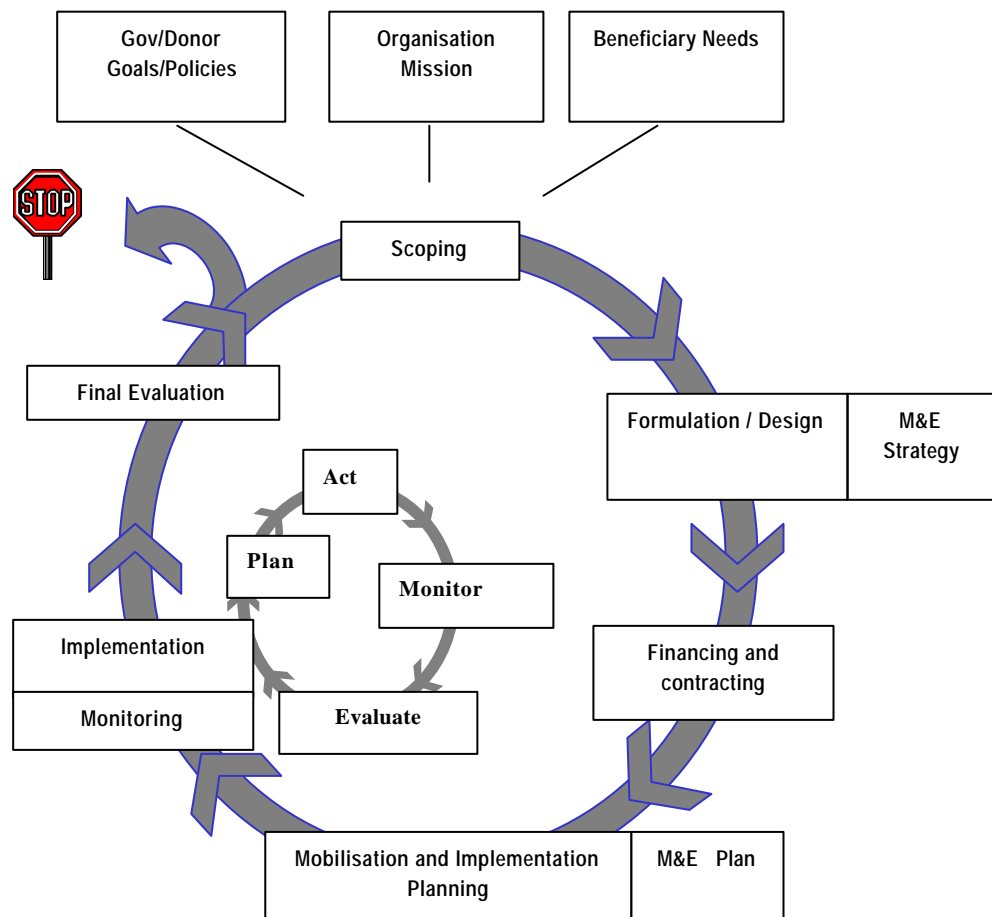 Gov/Donor
Goals/Policies
Organisation
Mission
Beneficiary Needs
STOP
Scoping
Final Evaluation
Formulation / Design
M&E
Strategy
Act
Plan
Monitor
Evaluate
Implementation
Monitoring
Financing and
contracting
Mobilisation and Implementation
Planning
M&E Plan